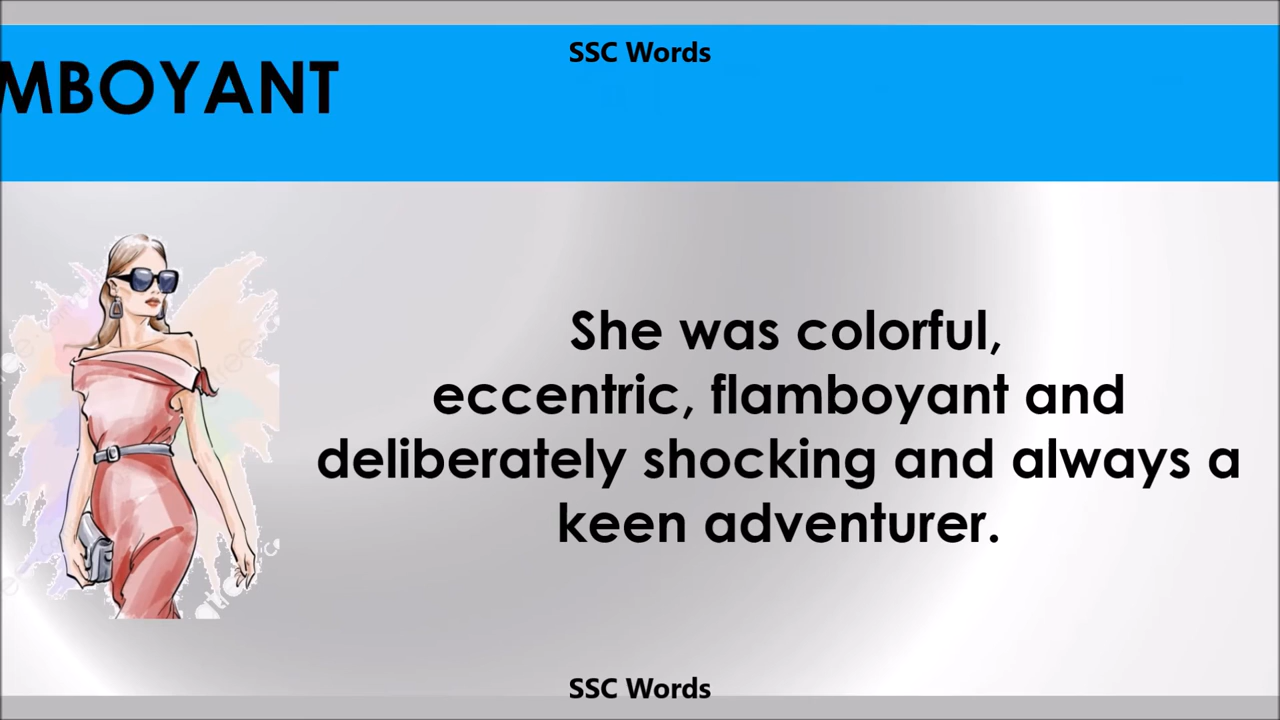 SSC Words
MBOYANT
She was colorful,
eccentric, flamboyant and
deliberately shocking and always a
keen adventurer.
SSC Words